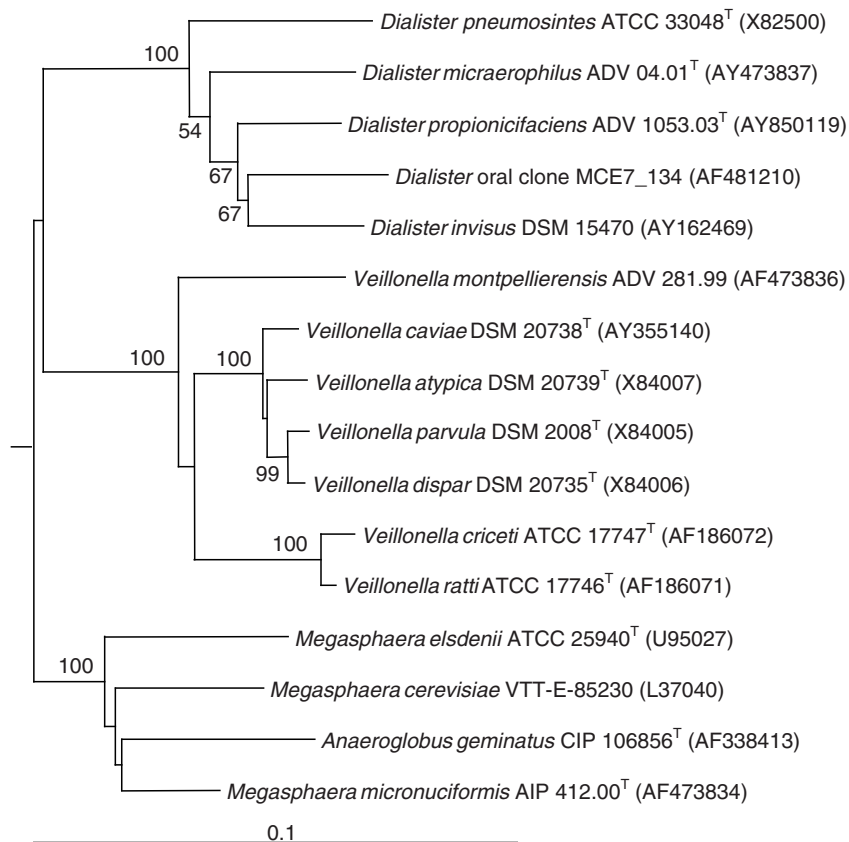 Dialister pneumosintes ATCC 33048T (X82500)
100
Dialister micraerophilus ADV 04.01T (AY473837)
54
Dialister propionicifaciens ADV 1053.03T (AY850119)
67
Dialister oral clone MCE7_134 (AF481210)
67
Dialister invisus DSM 15470 (AY162469)
Veillonella montpellierensis ADV 281.99 (AF473836)
100
Veillonella caviae DSM 20738T (AY355140)
100
Veillonella atypica DSM 20739T (X84007)
Veillonella parvula DSM 2008T (X84005)
99
Veillonella dispar DSM 20735T (X84006)
Veillonella criceti ATCC 17747T (AF186072)
100
Veillonella ratti ATCC 17746T (AF186071)
Megasphaera elsdenii ATCC 25940T (U95027)
100
Megasphaera cerevisiae VTT-E-85230 (L37040)
Anaeroglobus geminatus CIP 106856T (AF338413)
Megasphaera micronuciformis AIP 412.00T (AF473834)
0.1